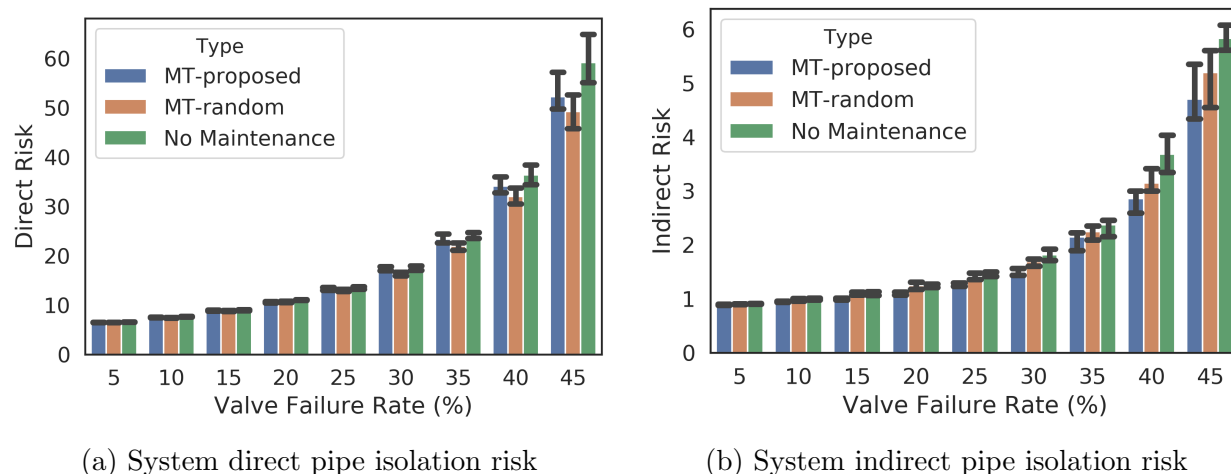 Type
MT-proposed
MT-random
No Maintenance
Direct Risk
60
50
40
30
20
10
0
5 10 15 20 25 30 35 40 45
Valve Failure Rate (%)
(a) System direct pipe isolation risk
Type
MT-proposed
MT-random
No Maintenance
Indirect Risk
6
5
4
3
2
1
0
5 10 15 20 25 30 35 40 45
Valve Failure Rate (%)
(b) System indirect pipe isolation risk